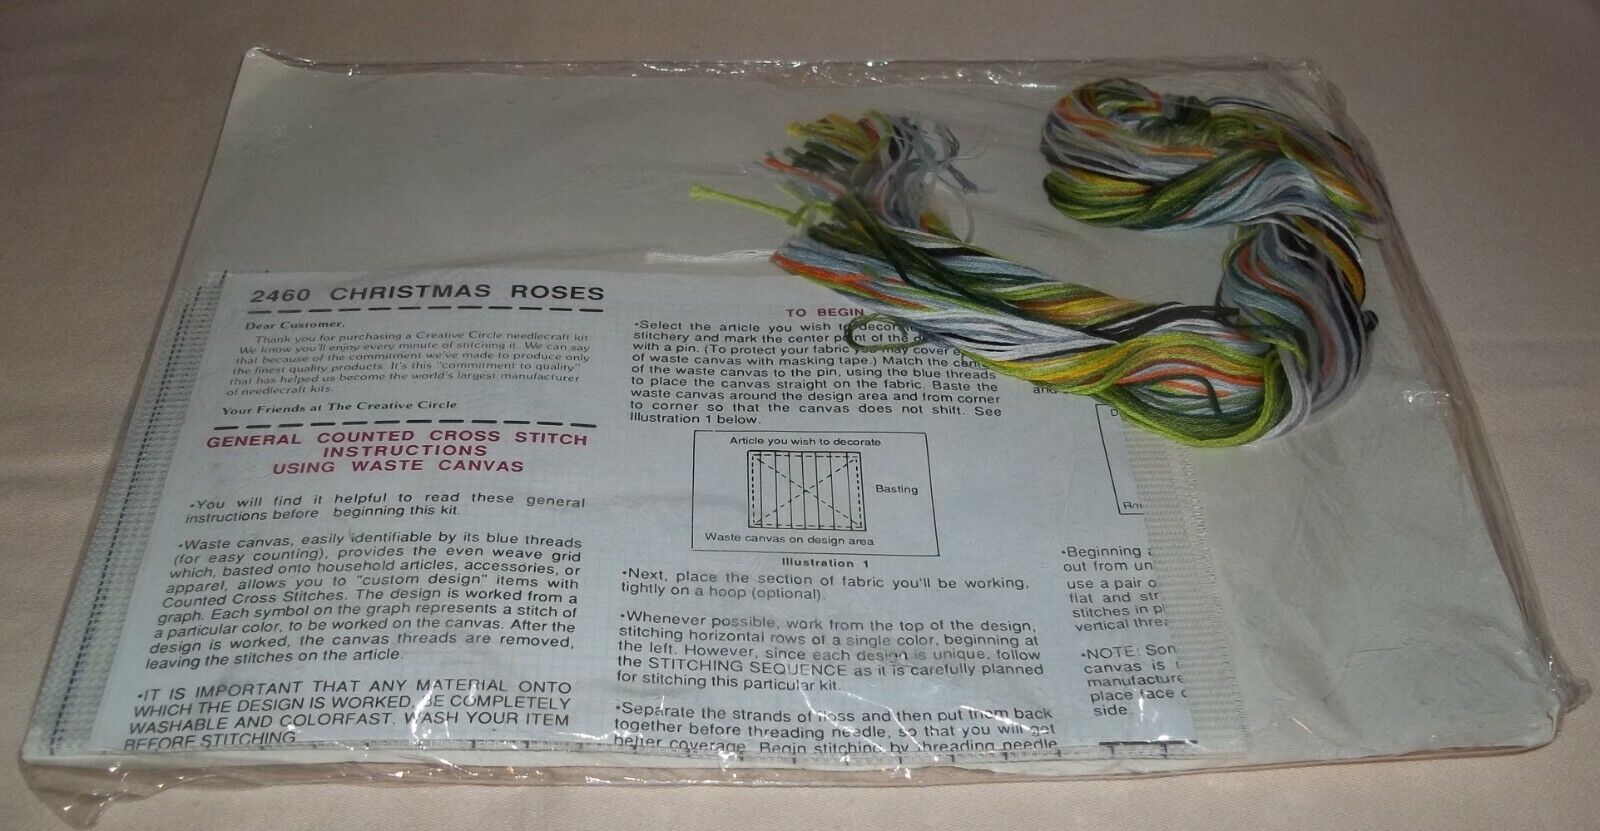 2460 CHRISTMAS ROSES
Dear Customer,
Thank you for purchasing a Creative Circle needlecraft kit.
We know you'll enjoy every minute of stitching it. We can say
that because of the commitment we've made to produce only
the finest quality products. It's this "commitment to quality"
that has helped us become the world's largest manufacturer
of needlecraft kits.
Your Friends at The Creative Circle
GENERAL COUNTED CROSS STITCH
INSTRUCTIONS
USING WASTE CANVAS
•You will find it helpful to read these general
instructions before beginning this kit.
•Waste canvas, easily identifiable by its blue threads
(for easy counting), provides the even weave grid
which, basted onto household articles, accessories, or
apparel, allows you to "custom design" items with
Counted Cross Stitches. The design is worked from a
graph. Each symbol on the graph represents a stitch of
a particular color, to be worked on the canvas. After the
design is worked, the canvas threads are removed,
leaving the stitches on the article.
•IT IS IMPORTANT THAT ANY MATERIAL ONTO
WHICH THE DESIGN IS WORKED, BE COMPLETELY
WASHABLE AND COLORFAST. WASH YOUR ITEM
BEFORE STITCHING
TO BEGIN
•Select the article you wish to decor
stitchery and mark the center point of the d
with a pin. (To protect your fabric you may cover e
of waste canvas with masking tape.) Match the cente
of the waste canvas to the pin, using the blue threads
to place the canvas straight on the fabric. Baste the
waste canvas around the design area and from corner
to corner so that the canvas does not shift. See
Illustration 1 below.
Article you wish to decorate
Basting
Waste canvas on design area
Illustration 1
•Next, place the section of fabric you'll be working,
tightly on a hoop (optional).
•Whenever possible, work from the top of the design,
stitching horizontal rows of a single color, beginning at
the left. However, since each design is unique, follow
the STITCHING SEQUENCE as it is carefully planned
for stitching this particular kit.
•Separate the strands of floss and then put them back
together before threading needle, so that you will get
better coverage. Begin stitching by threading needle
and
D
Rou
•Beginning
out from un
use a pair o
flat and str
stitches in pl
vertical threa
•NOTE: Som
canvas is
manufacture
place face
side.